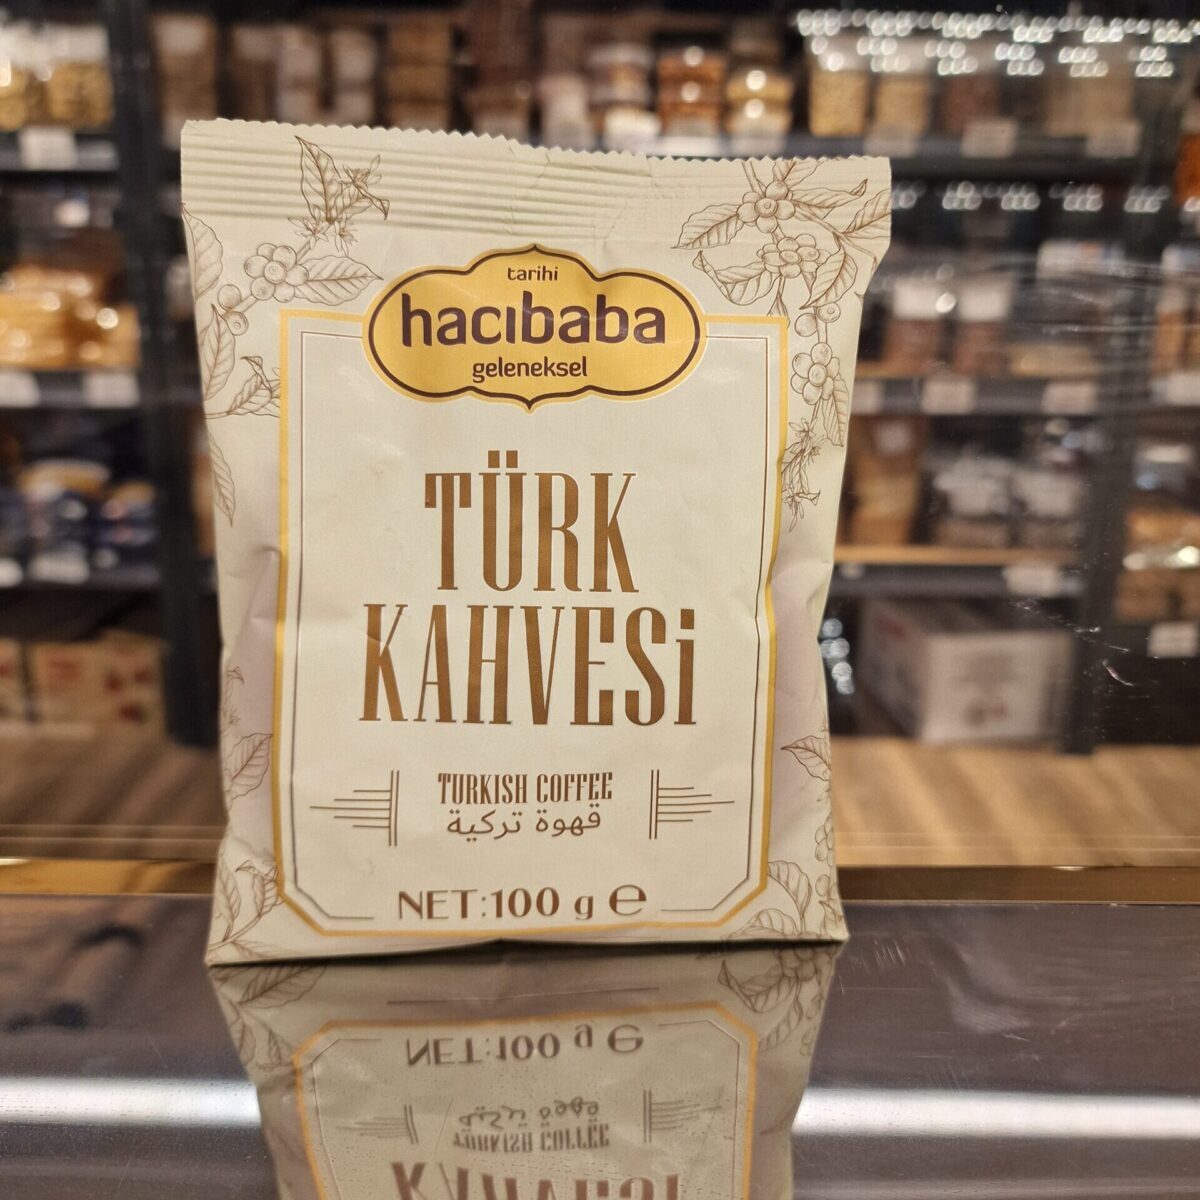 tarihi
hacıbaba
geleneksel
TÜRK
KAHVESi
TURKISH COFFEE
قهوة تركية
NET:100 g ℮